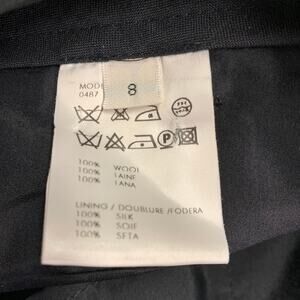 MODE
0487
8
P
100% WOOL
100% LAINE
100% LANA
LINING / DOUBLURE /FODERA
100% SILK
100% SOIE
100% SETA